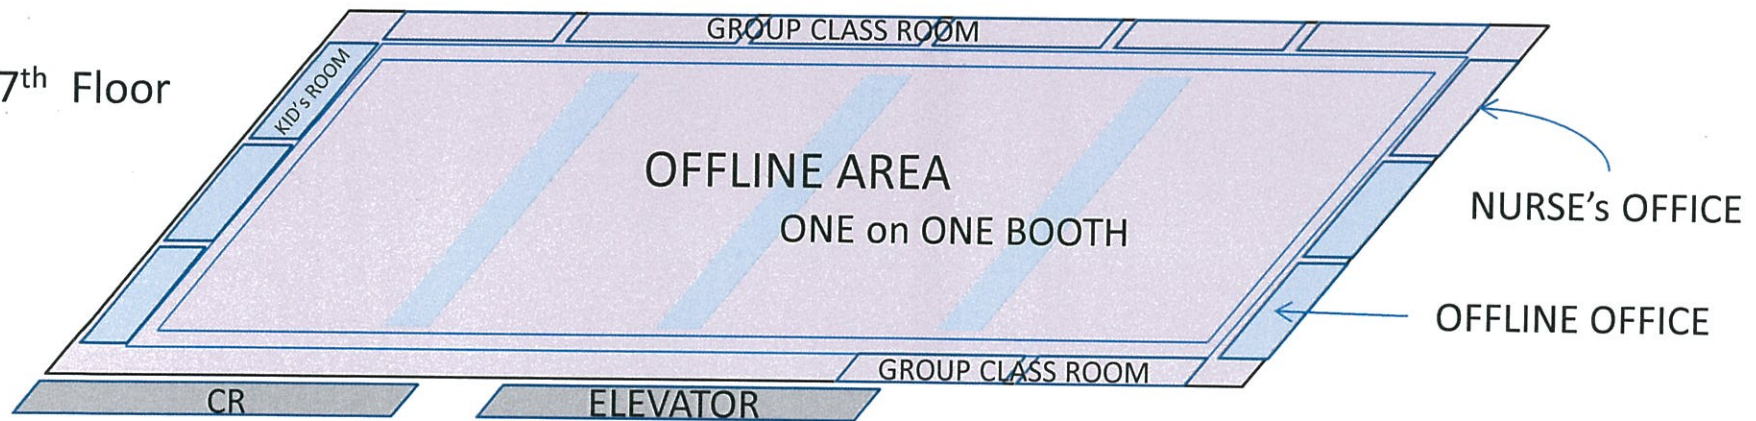 GROUP CLASS ROOM
7th Floor
KID's ROOM
OFFLINE AREA
ONE on ONE BOOTH
NURSE's OFFICE
OFFLINE OFFICE
GROUP CLASS ROOM
CR
ELEVATOR